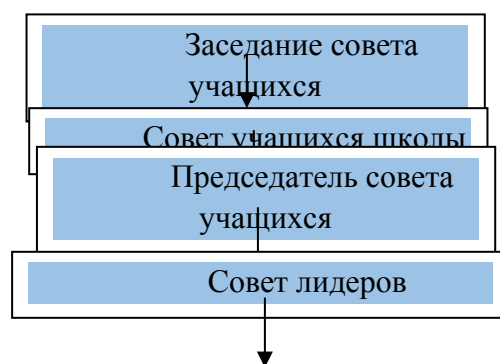 Заседание совета
учащихся
Совет учащихся школы
Председатель совета
учащихся
Совет лидеров